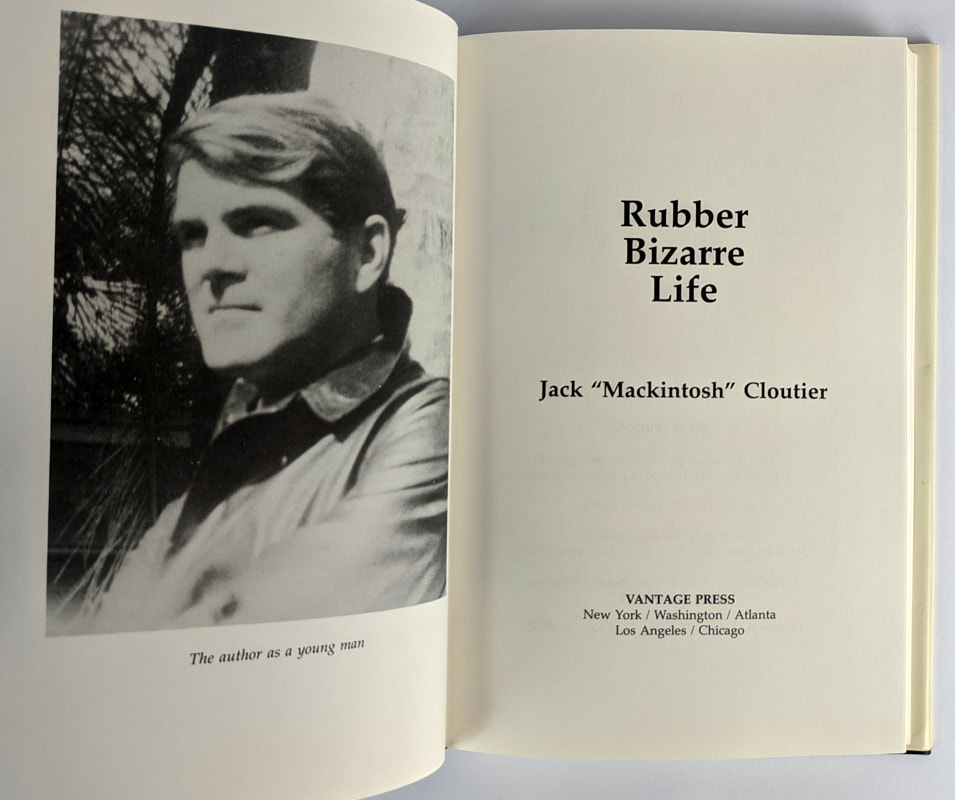 The author as a young man
Rubber
Bizarre
Life
Jack “Mackintosh” Cloutier
VANTAGE PRESS
New York / Washington / Atlanta
Los Angeles / Chicago